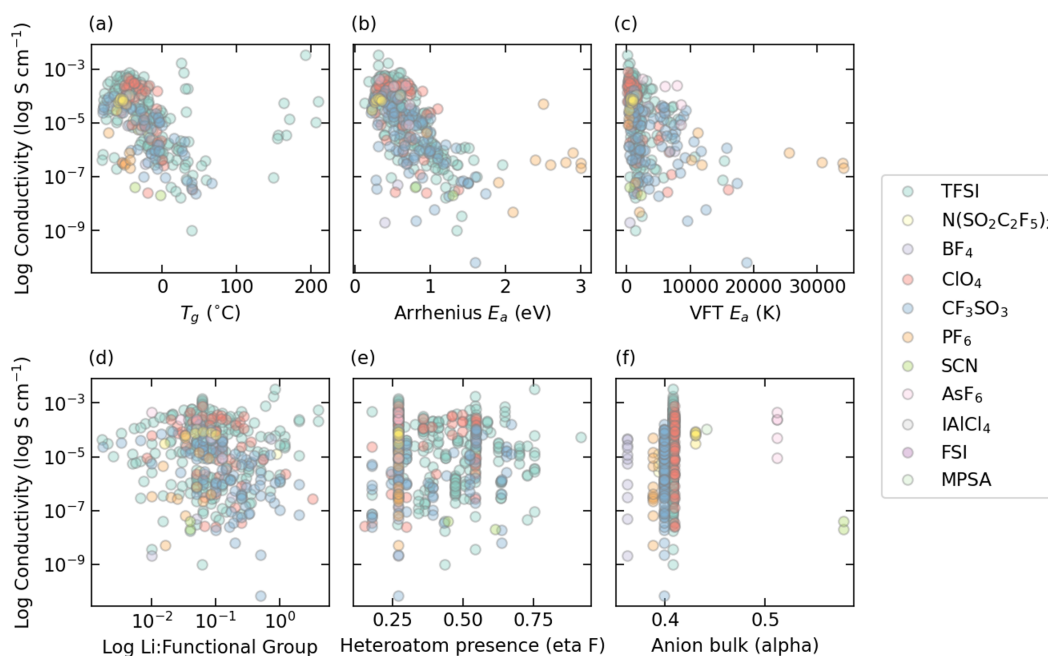 (a) (b) (c)
Log Conductivity (log S cm⁻¹)
10⁻³
10⁻⁵
10⁻⁷
10⁻⁹
0 100 200 0 1 2 3 0 10000 20000 30000
T_g (°C) Arrhenius E_a (eV) VFT E_a (K)
(d) (e) (f)
Log Conductivity (log S cm⁻¹)
10⁻³
10⁻⁵
10⁻⁷
10⁻⁹
10⁻² 10⁻¹ 10⁰ 0.25 0.50 0.75 0.4 0.5
Log Li:Functional Group Heteroatom presence (eta F) Anion bulk (alpha)
TFSI
N(SO₂C₂F₅)₂
BF₄
ClO₄
CF₃SO₃
PF₆
SCN
AsF₆
lAlCl₄
FSI
MPSA